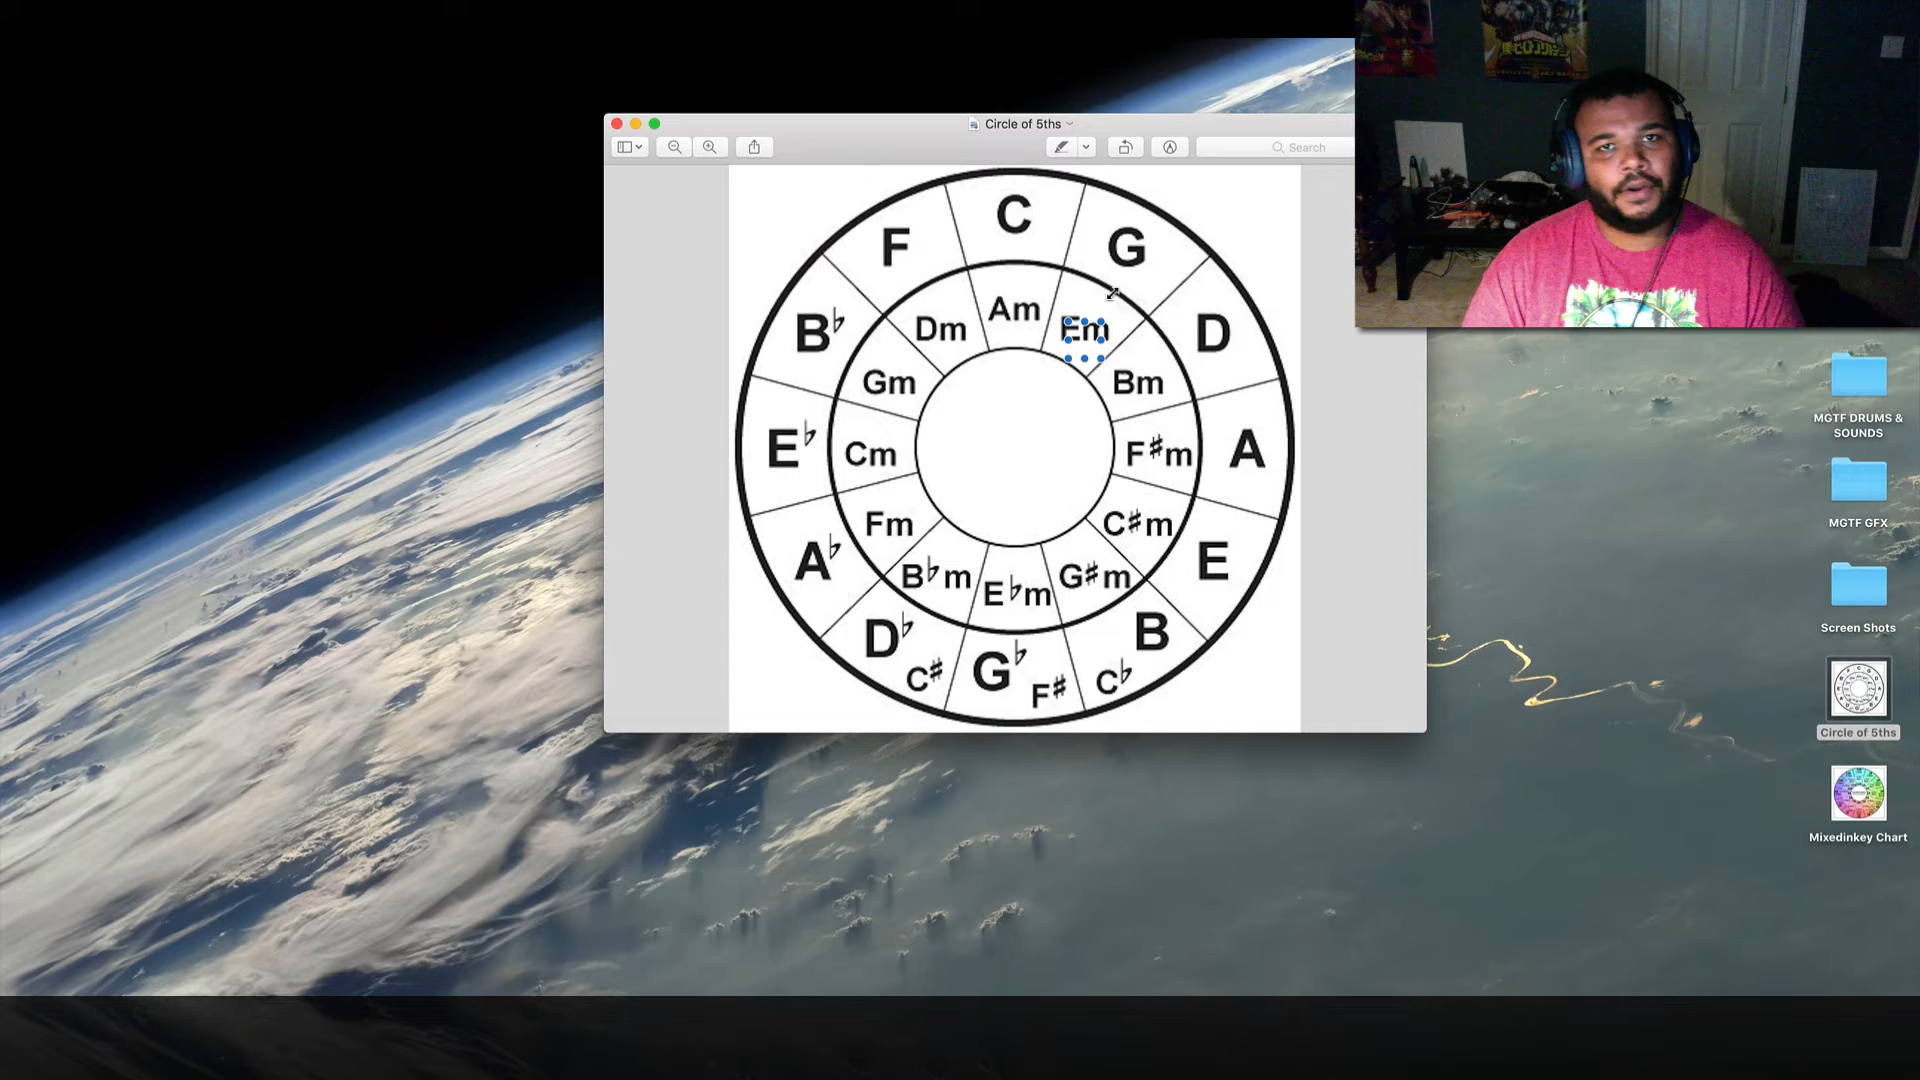 Circle of 5ths
Search
C
F
G
Am
Dm
Em
B♭
D
Gm
Bm
E♭
Cm
F♯m
A
Fm
C♯m
A♭
B♭m
E♭m
G♯m
E
D♭
C♯
G♭
F♯
B
C♭
MGTF DRUMS &
SOUNDS
MGTF GFX
Screen Shots
Circle of 5ths
Mixedinkey Chart